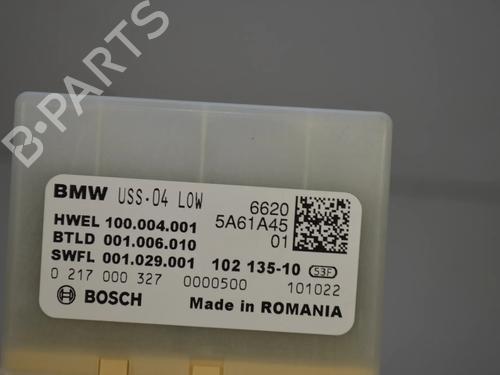 B-PARTS
BMW USS-04 LOW 6620
HWEL 100.004.001 5A61A45
BTLD 001.006.010 01
SWFL 001.029.001 102 135-10 S3F
0 217 000 327 0000500 101022
BOSCH Made in ROMANIA